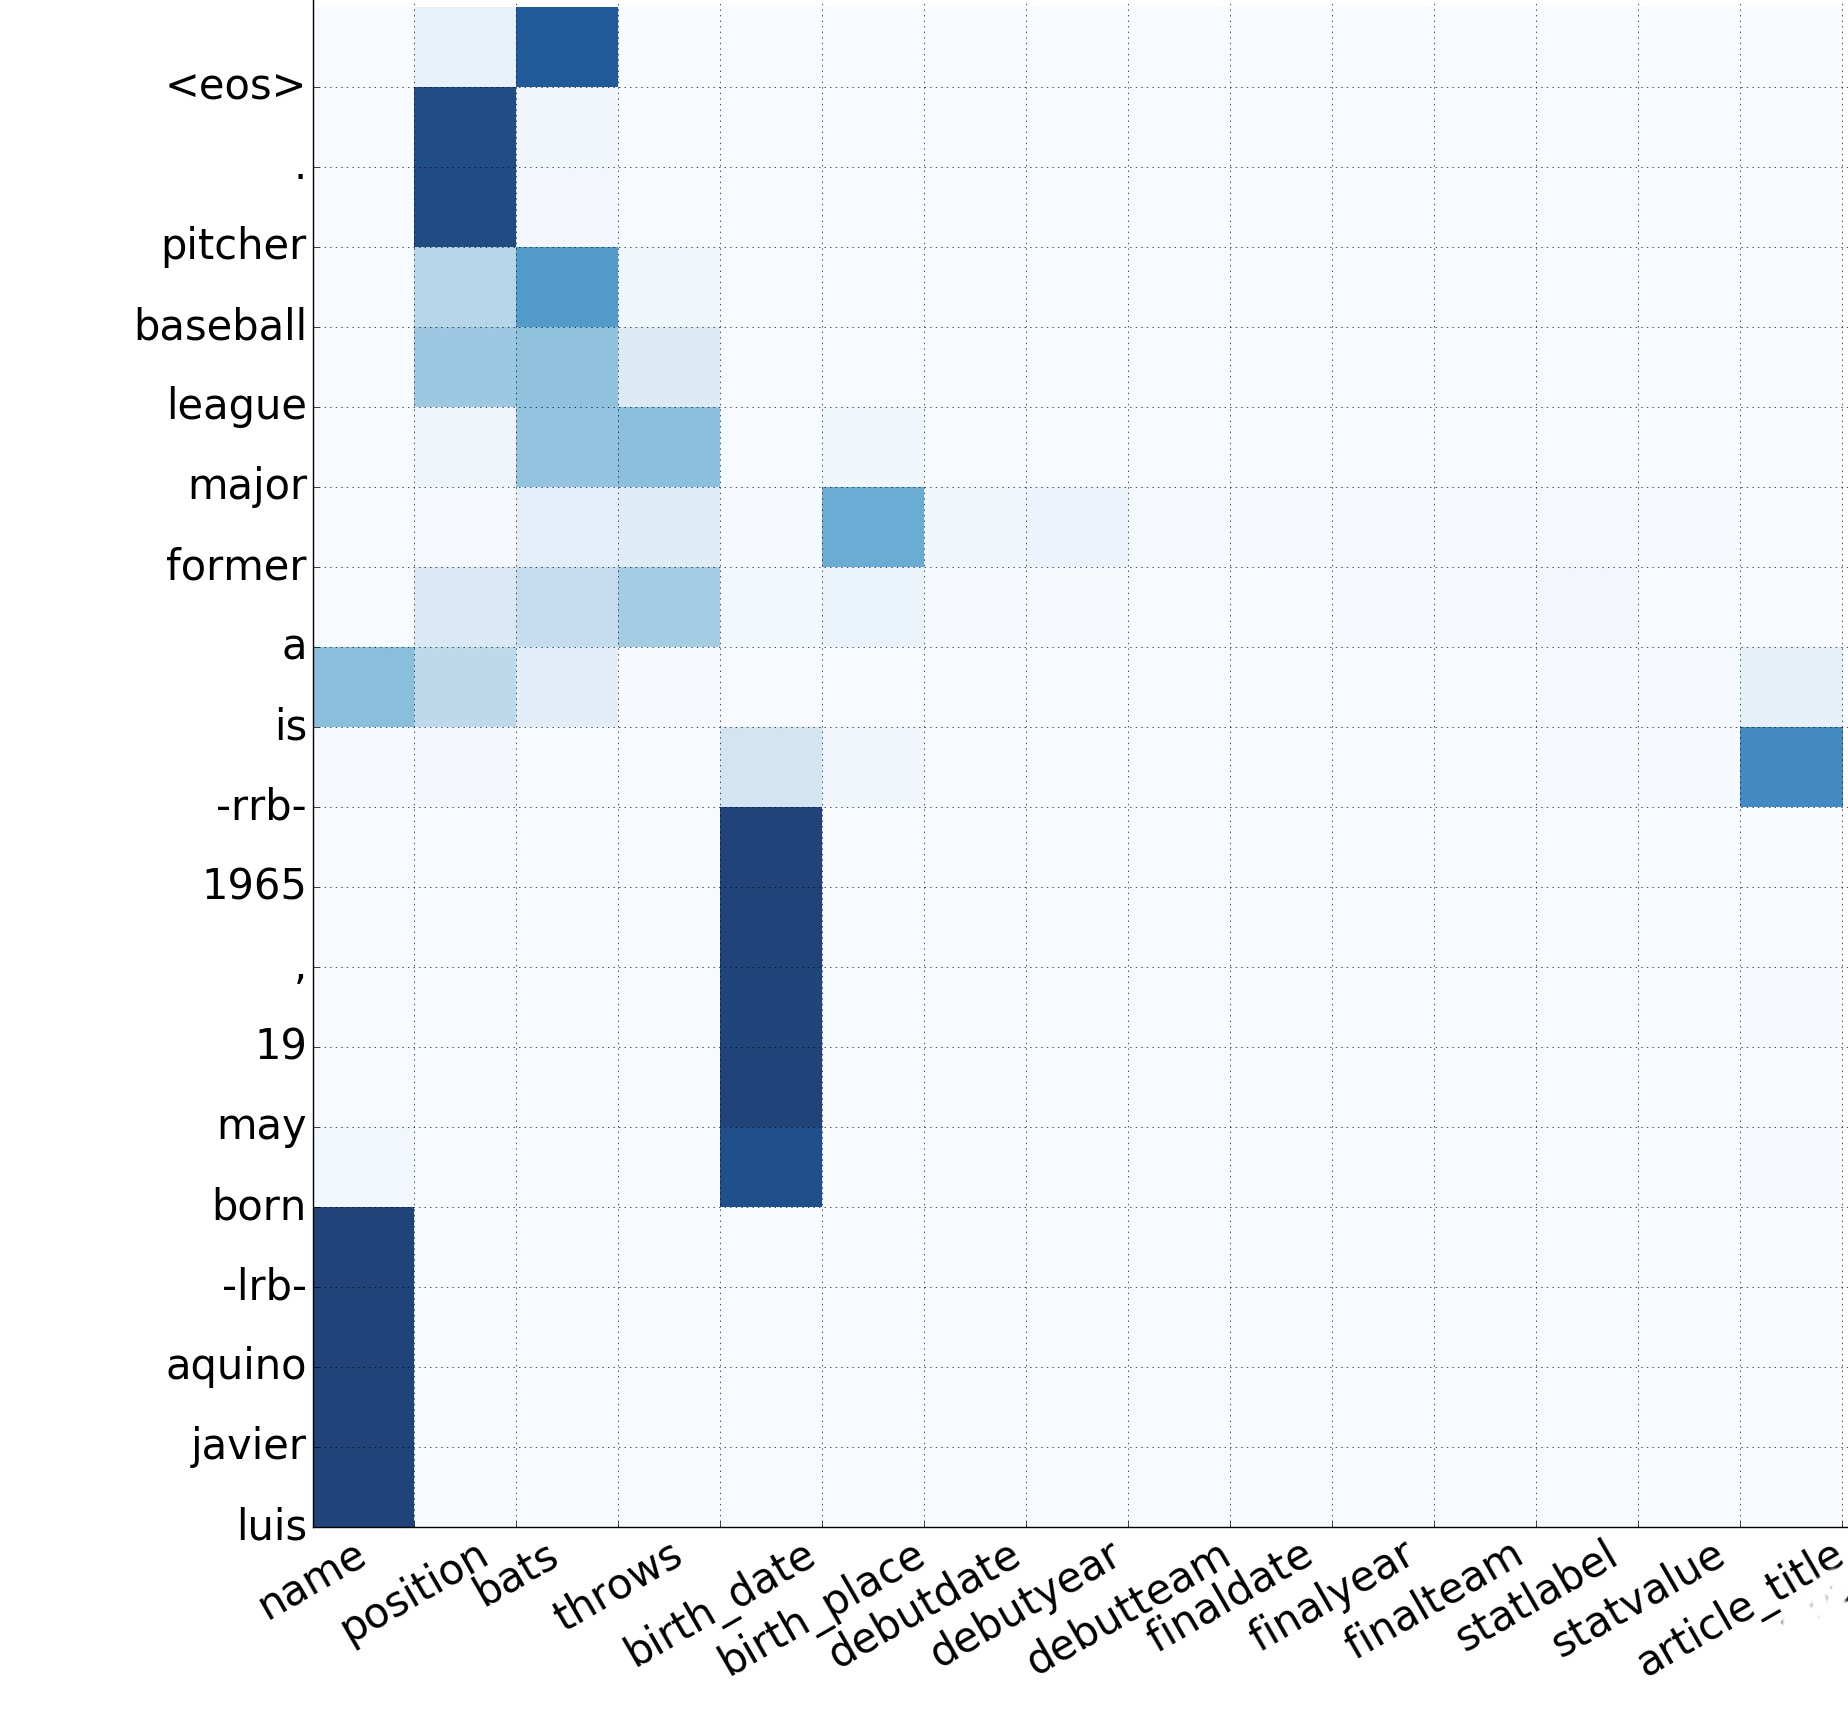 <eos>
.
pitcher
baseball
league
major
former
a
is
-rrb-
1965
,
19
may
born
-lrb-
aquino
javier
luis
name
position
bats
throws
birth_date
birth_place
debutdate
debutyear
debutteam
finaldate
finalyear
finalteam
statlabel
statvalue
article_title